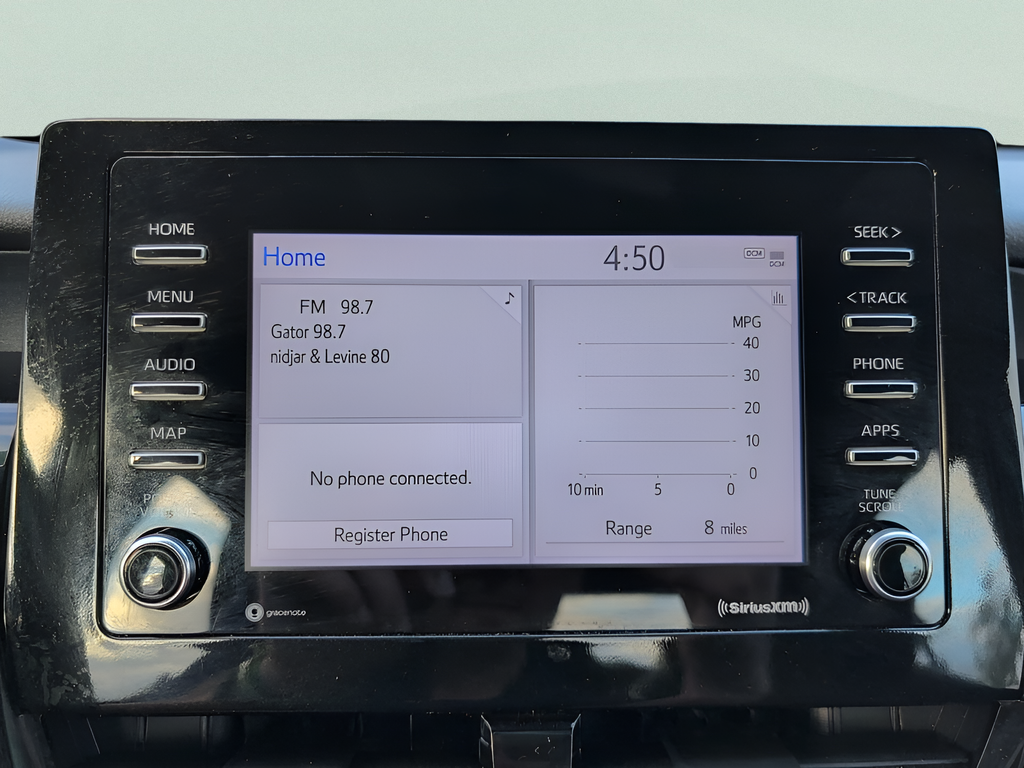 HOME
MENU
AUDIO
MAP
Home
4:50
DCM
DCM
FM 98.7
Gator 98.7
nidjar & Levine 80
No phone connected.
Register Phone
MPG
40
30
20
10
0
10 min 5 0
Range 8 miles
SEEK >
< TRACK
PHONE
APPS
TUNE
SCROLL
gracenote
((SiriusXM))